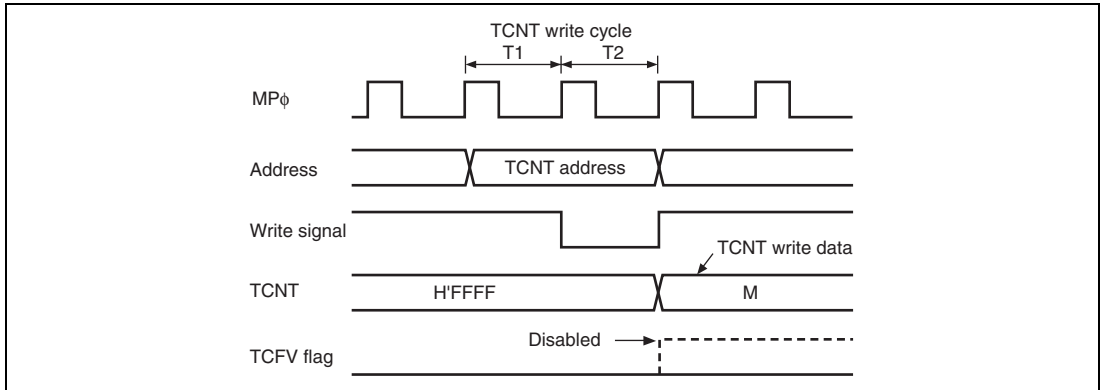 TCNT write cycle
T1 T2
MPφ
Address TCNT address
Write signal
TCNT write data
TCNT H'FFFF M
Disabled
TCFV flag